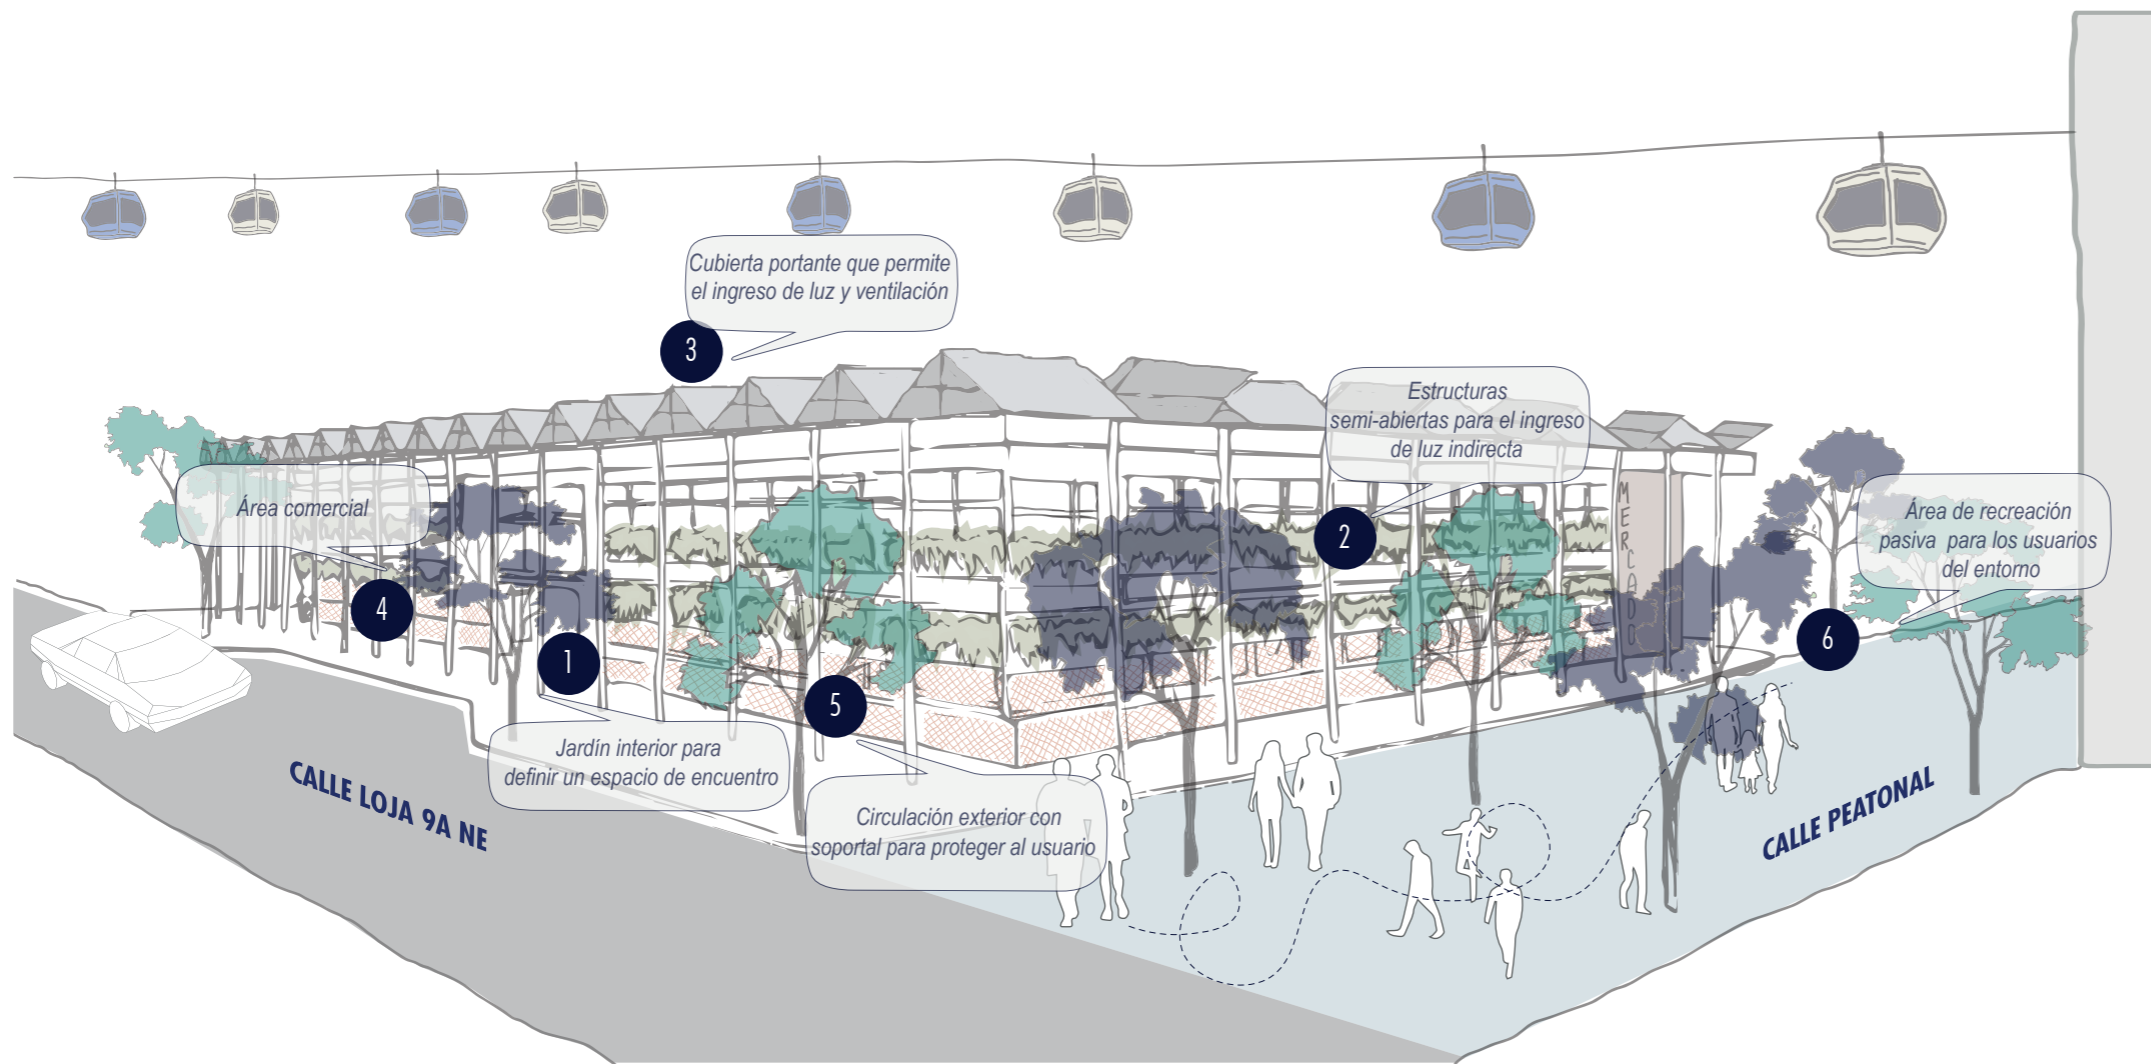 Cubierta portante que permite
el ingreso de luz y ventilación
3
Estructuras
semi-abiertas para el ingreso
de luz indirecta
2
Área comercial
4
MERCADO
Área de recreación
pasiva para los usuarios
del entorno
6
1
Jardín interior para
definir un espacio de encuentro
5
Circulación exterior con
soportal para proteger al usuario
CALLE LOJA 9A NE
CALLE PEATONAL